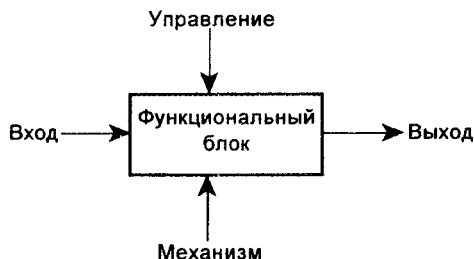 Управление
Вход
Функциональный
блок
Выход
Механизм